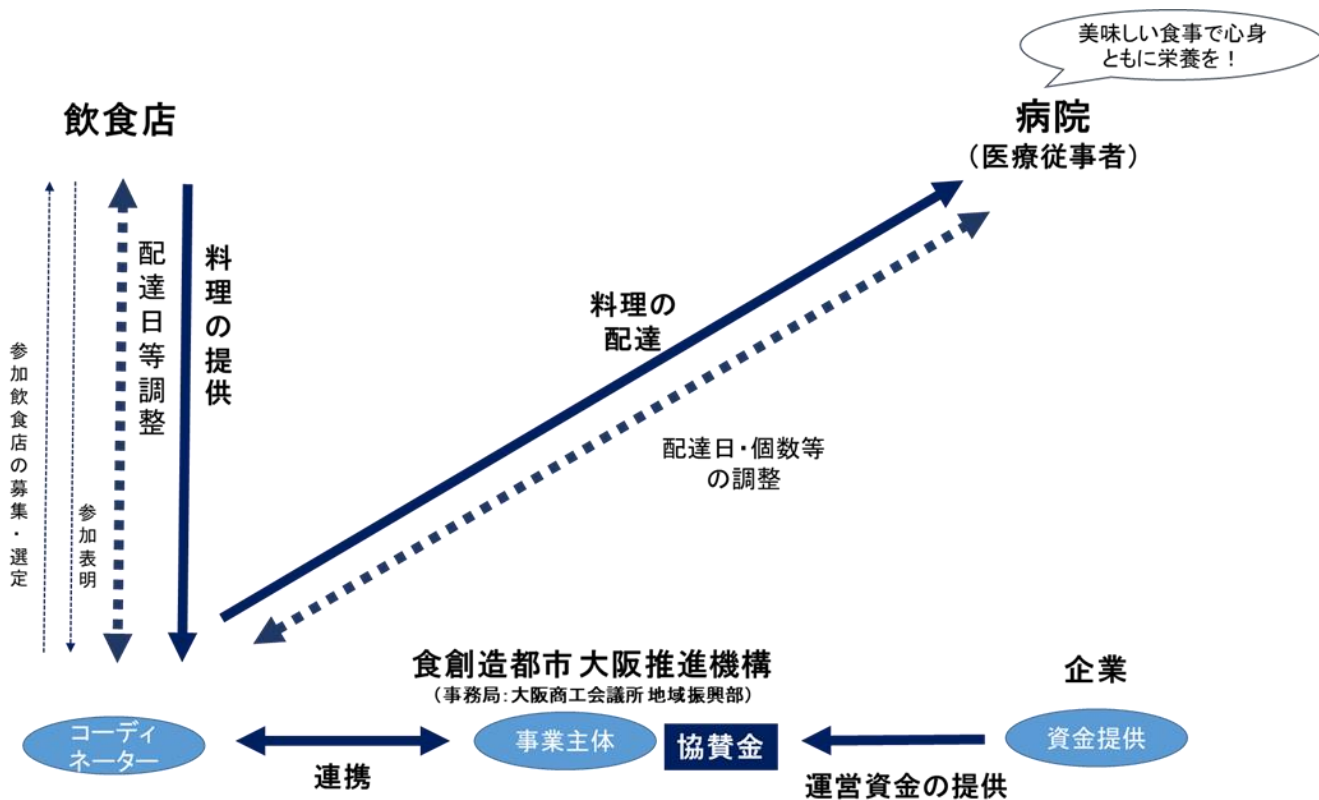 美味しい食事で心身
ともに栄養を！
飲食店
病院
（医療従事者）
参加飲食店の募集・選定
参加表明
配達日等調整
料理の提供
料理の
配達
配達日・個数等
の調整
食創造都市 大阪推進機構
（事務局：大阪商工会議所 地域振興部）
企業
コーディ
ネーター
連携
事業主体
協賛金
運営資金の提供
資金提供